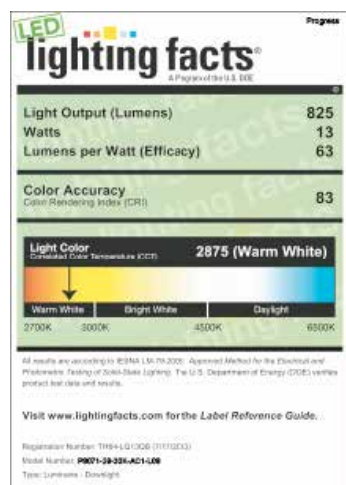 Progress
LED
lighting facts®
A Program of the U.S. DOE
Light Output (Lumens) 825
Watts 13
Lumens per Watt (Efficacy) 63
Color Accuracy 83
Color Rendering Index (CRI)
Light Color 2875 (Warm White)
Correlated Color Temperature (CCT)
Warm White Bright White Daylight
2700K 3000K 4500K 6500K
All results are according to IESNA LM-79-2008: Approved Method for the Electrical and
Photometric Testing of Solid-State Lighting. The U.S. Department of Energy (DOE) verifies
product test data and results.
Visit www.lightingfacts.com for the Label Reference Guide.
Registration Number:
Model Number:
Type: Luminaire - Downlight